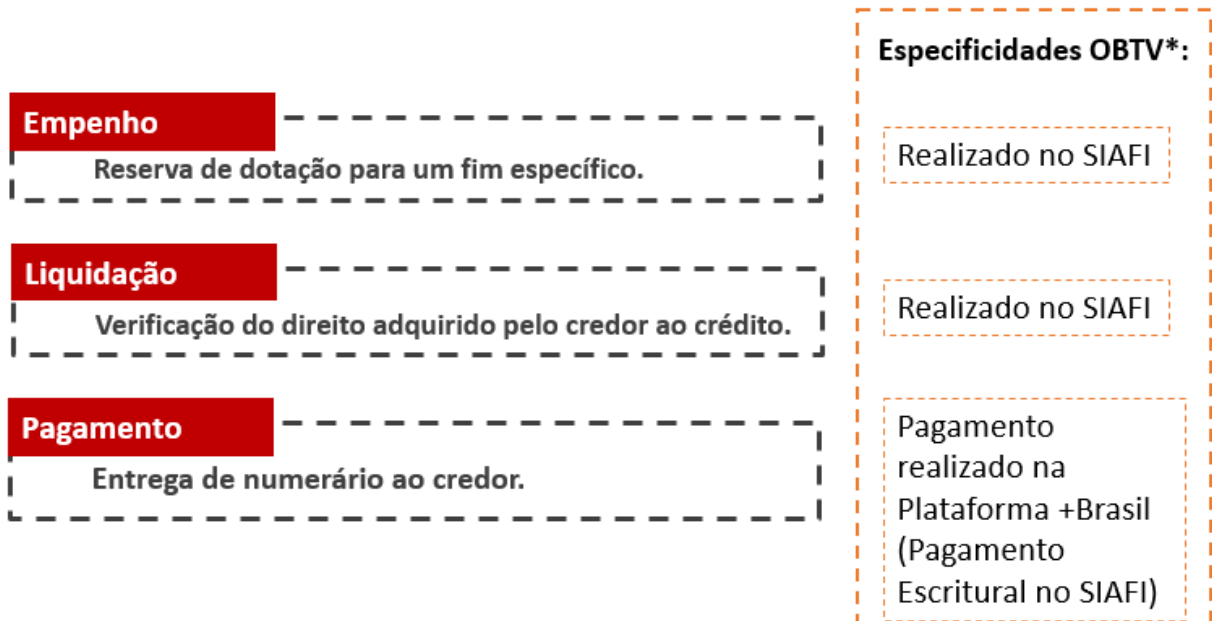 Especificidades OBTV*:
Empenho
Reserva de dotação para um fim específico.
Realizado no SIAFI
Liquidação
Verificação do direito adquirido pelo credor ao crédito.
Realizado no SIAFI
Pagamento
Entrega de numerário ao credor.
Pagamento
realizado na
Plataforma +Brasil
(Pagamento
Escritural no SIAFI)